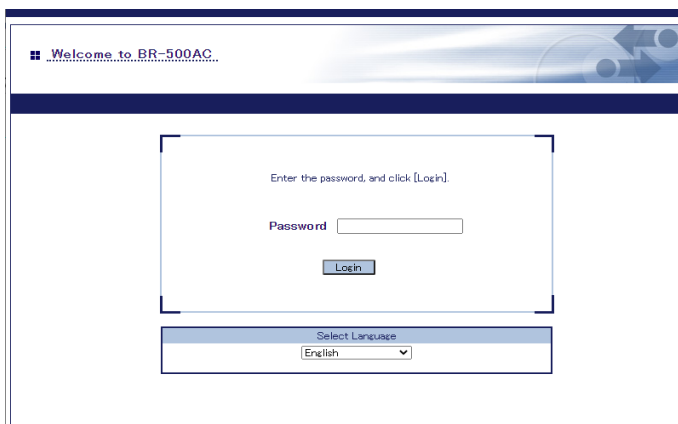 Welcome to BR-500AC
Enter the password, and click [Login].
Password
Login
Select Language
English